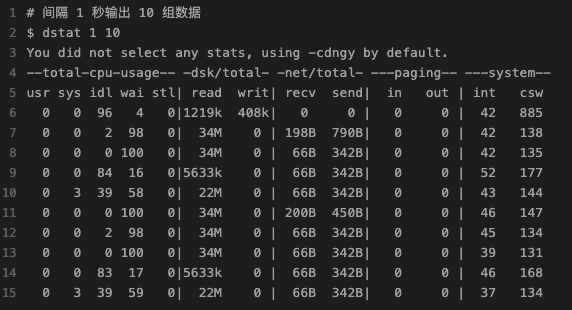 1 # 间隔 1 秒输出 10 组数据
2 $ dstat 1 10
3 You did not select any stats, using -cdngy by default.
4 --total-cpu-usage-- -dsk/total- -net/total- ---paging-- ---system--
5 usr sys idl wai stl| read  writ| recv  send|  in   out | int   csw
6   0   0  96   4   0|1219k  408k|   0     0 |   0     0 |  42   885
7   0   0   2  98   0|  34M    0 | 198B  790B|   0     0 |  42   138
8   0   0   0 100   0|  34M    0 |  66B  342B|   0     0 |  42   135
9   0   0  84  16   0|5633k    0 |  66B  342B|   0     0 |  52   177
10   0   3  39  58   0|  22M    0 |  66B  342B|   0     0 |  43   144
11   0   0   0 100   0|  34M    0 | 200B  450B|   0     0 |  46   147
12   0   0   2  98   0|  34M    0 |  66B  342B|   0     0 |  45   134
13   0   0   0 100   0|  34M    0 |  66B  342B|   0     0 |  39   131
14   0   0  83  17   0|5633k    0 |  66B  342B|   0     0 |  46   168
15   0   3  39  59   0|  22M    0 |  66B  342B|   0     0 |  37   134